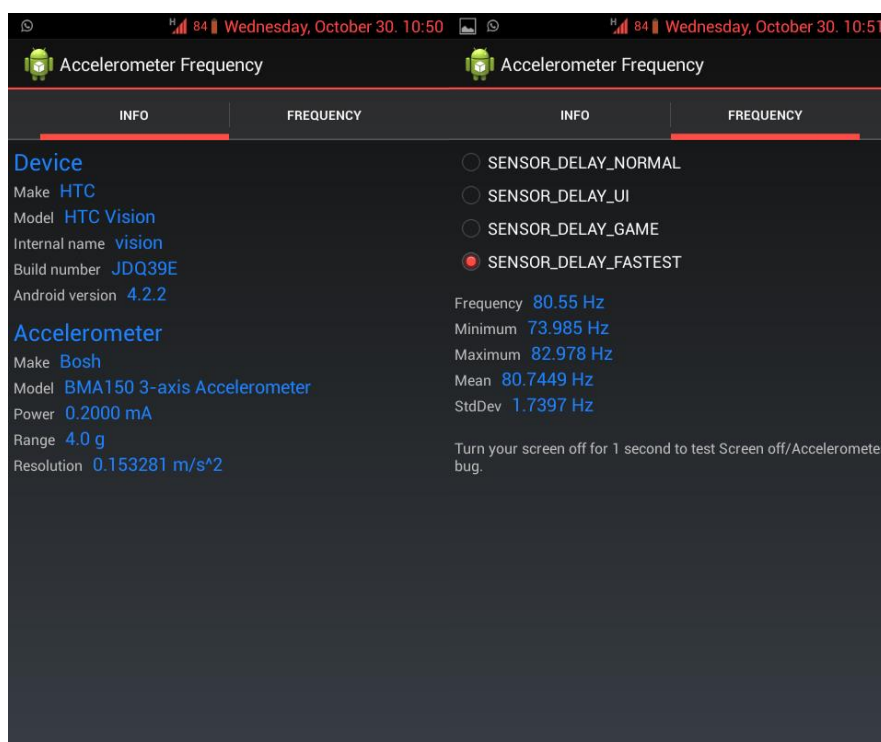 H 84 Wednesday, October 30. 10:50
Accelerometer Frequency
INFO FREQUENCY
Device
Make HTC
Model HTC Vision
Internal name vision
Build number JDQ39E
Android version 4.2.2
Accelerometer
Make Bosh
Model BMA150 3-axis Accelerometer
Power 0.2000 mA
Range 4.0 g
Resolution 0.153281 m/s^2
H 84 Wednesday, October 30. 10:51
Accelerometer Frequency
INFO FREQUENCY
SENSOR_DELAY_NORMAL
SENSOR_DELAY_UI
SENSOR_DELAY_GAME
SENSOR_DELAY_FASTEST
Frequency 80.55 Hz
Minimum 73.985 Hz
Maximum 82.978 Hz
Mean 80.7449 Hz
StdDev 1.7397 Hz
Turn your screen off for 1 second to test Screen off/Acceleromete
bug.